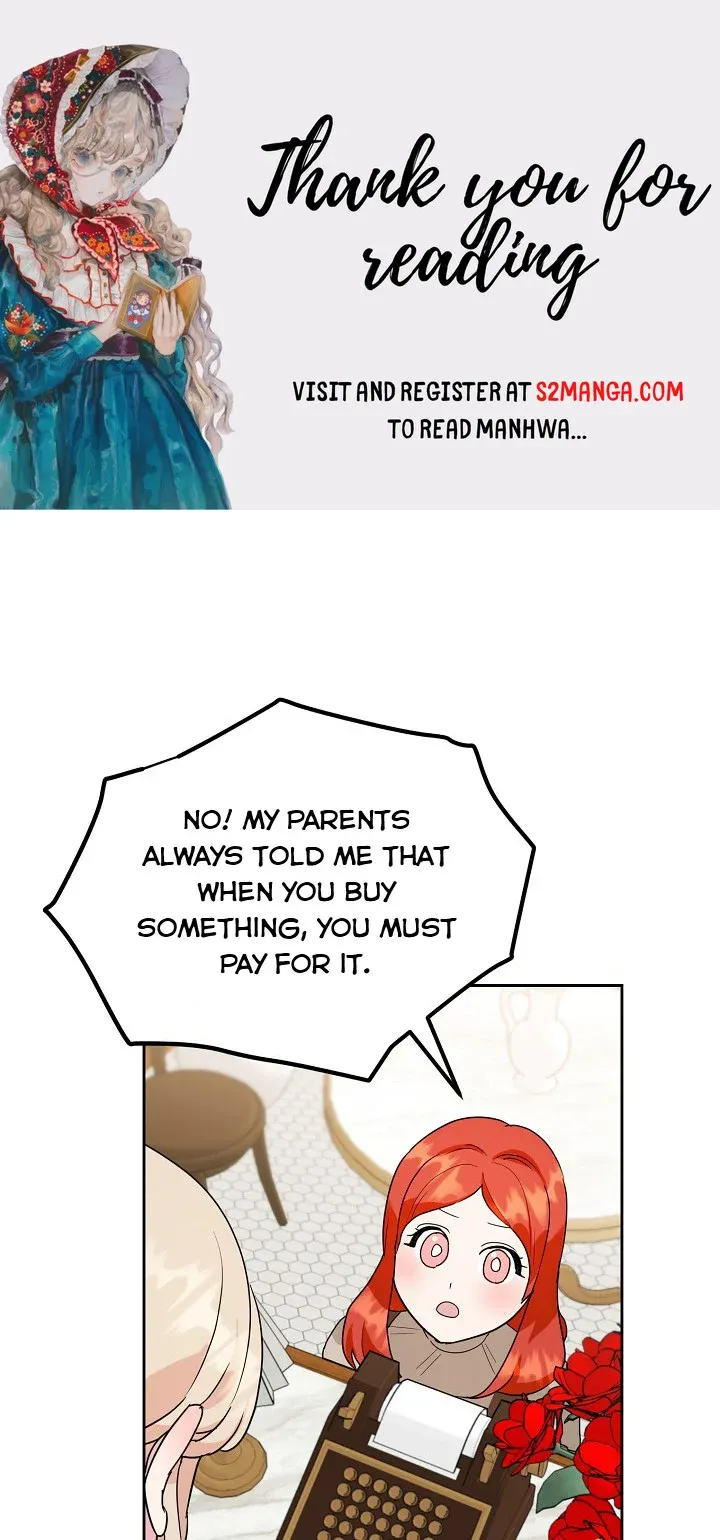 Thank you for
reading
VISIT AND REGISTER AT S2MANGA.COM
TO READ MANHWA...
NO! MY PARENTS
ALWAYS TOLD ME THAT
WHEN YOU BUY
SOMETHING, YOU MUST
PAY FOR IT.